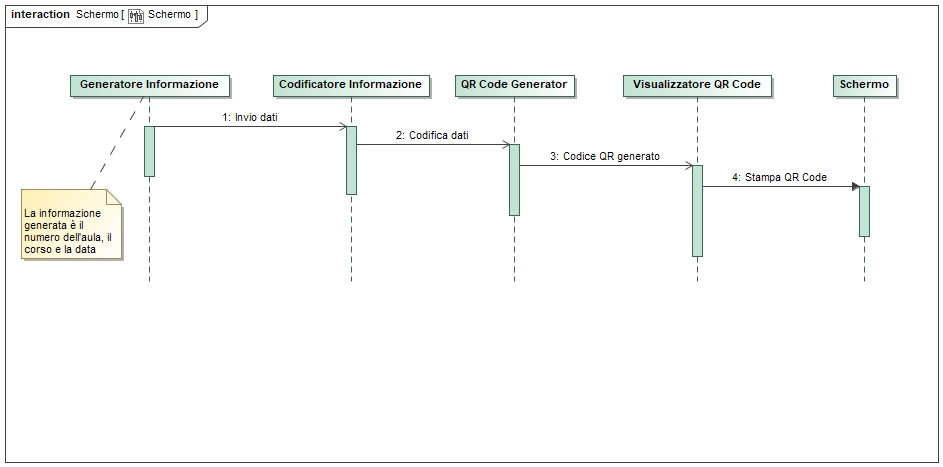 interaction Schermo [ Schermo ]
Generatore Informazione
Codificatore Informazione
QR Code Generator
Visualizzatore QR Code
Schermo
1: Invio dati
2: Codifica dati
3: Codice QR generato
4: Stampa QR Code
La informazione
generata è il
numero dell'aula, il
corso e la data